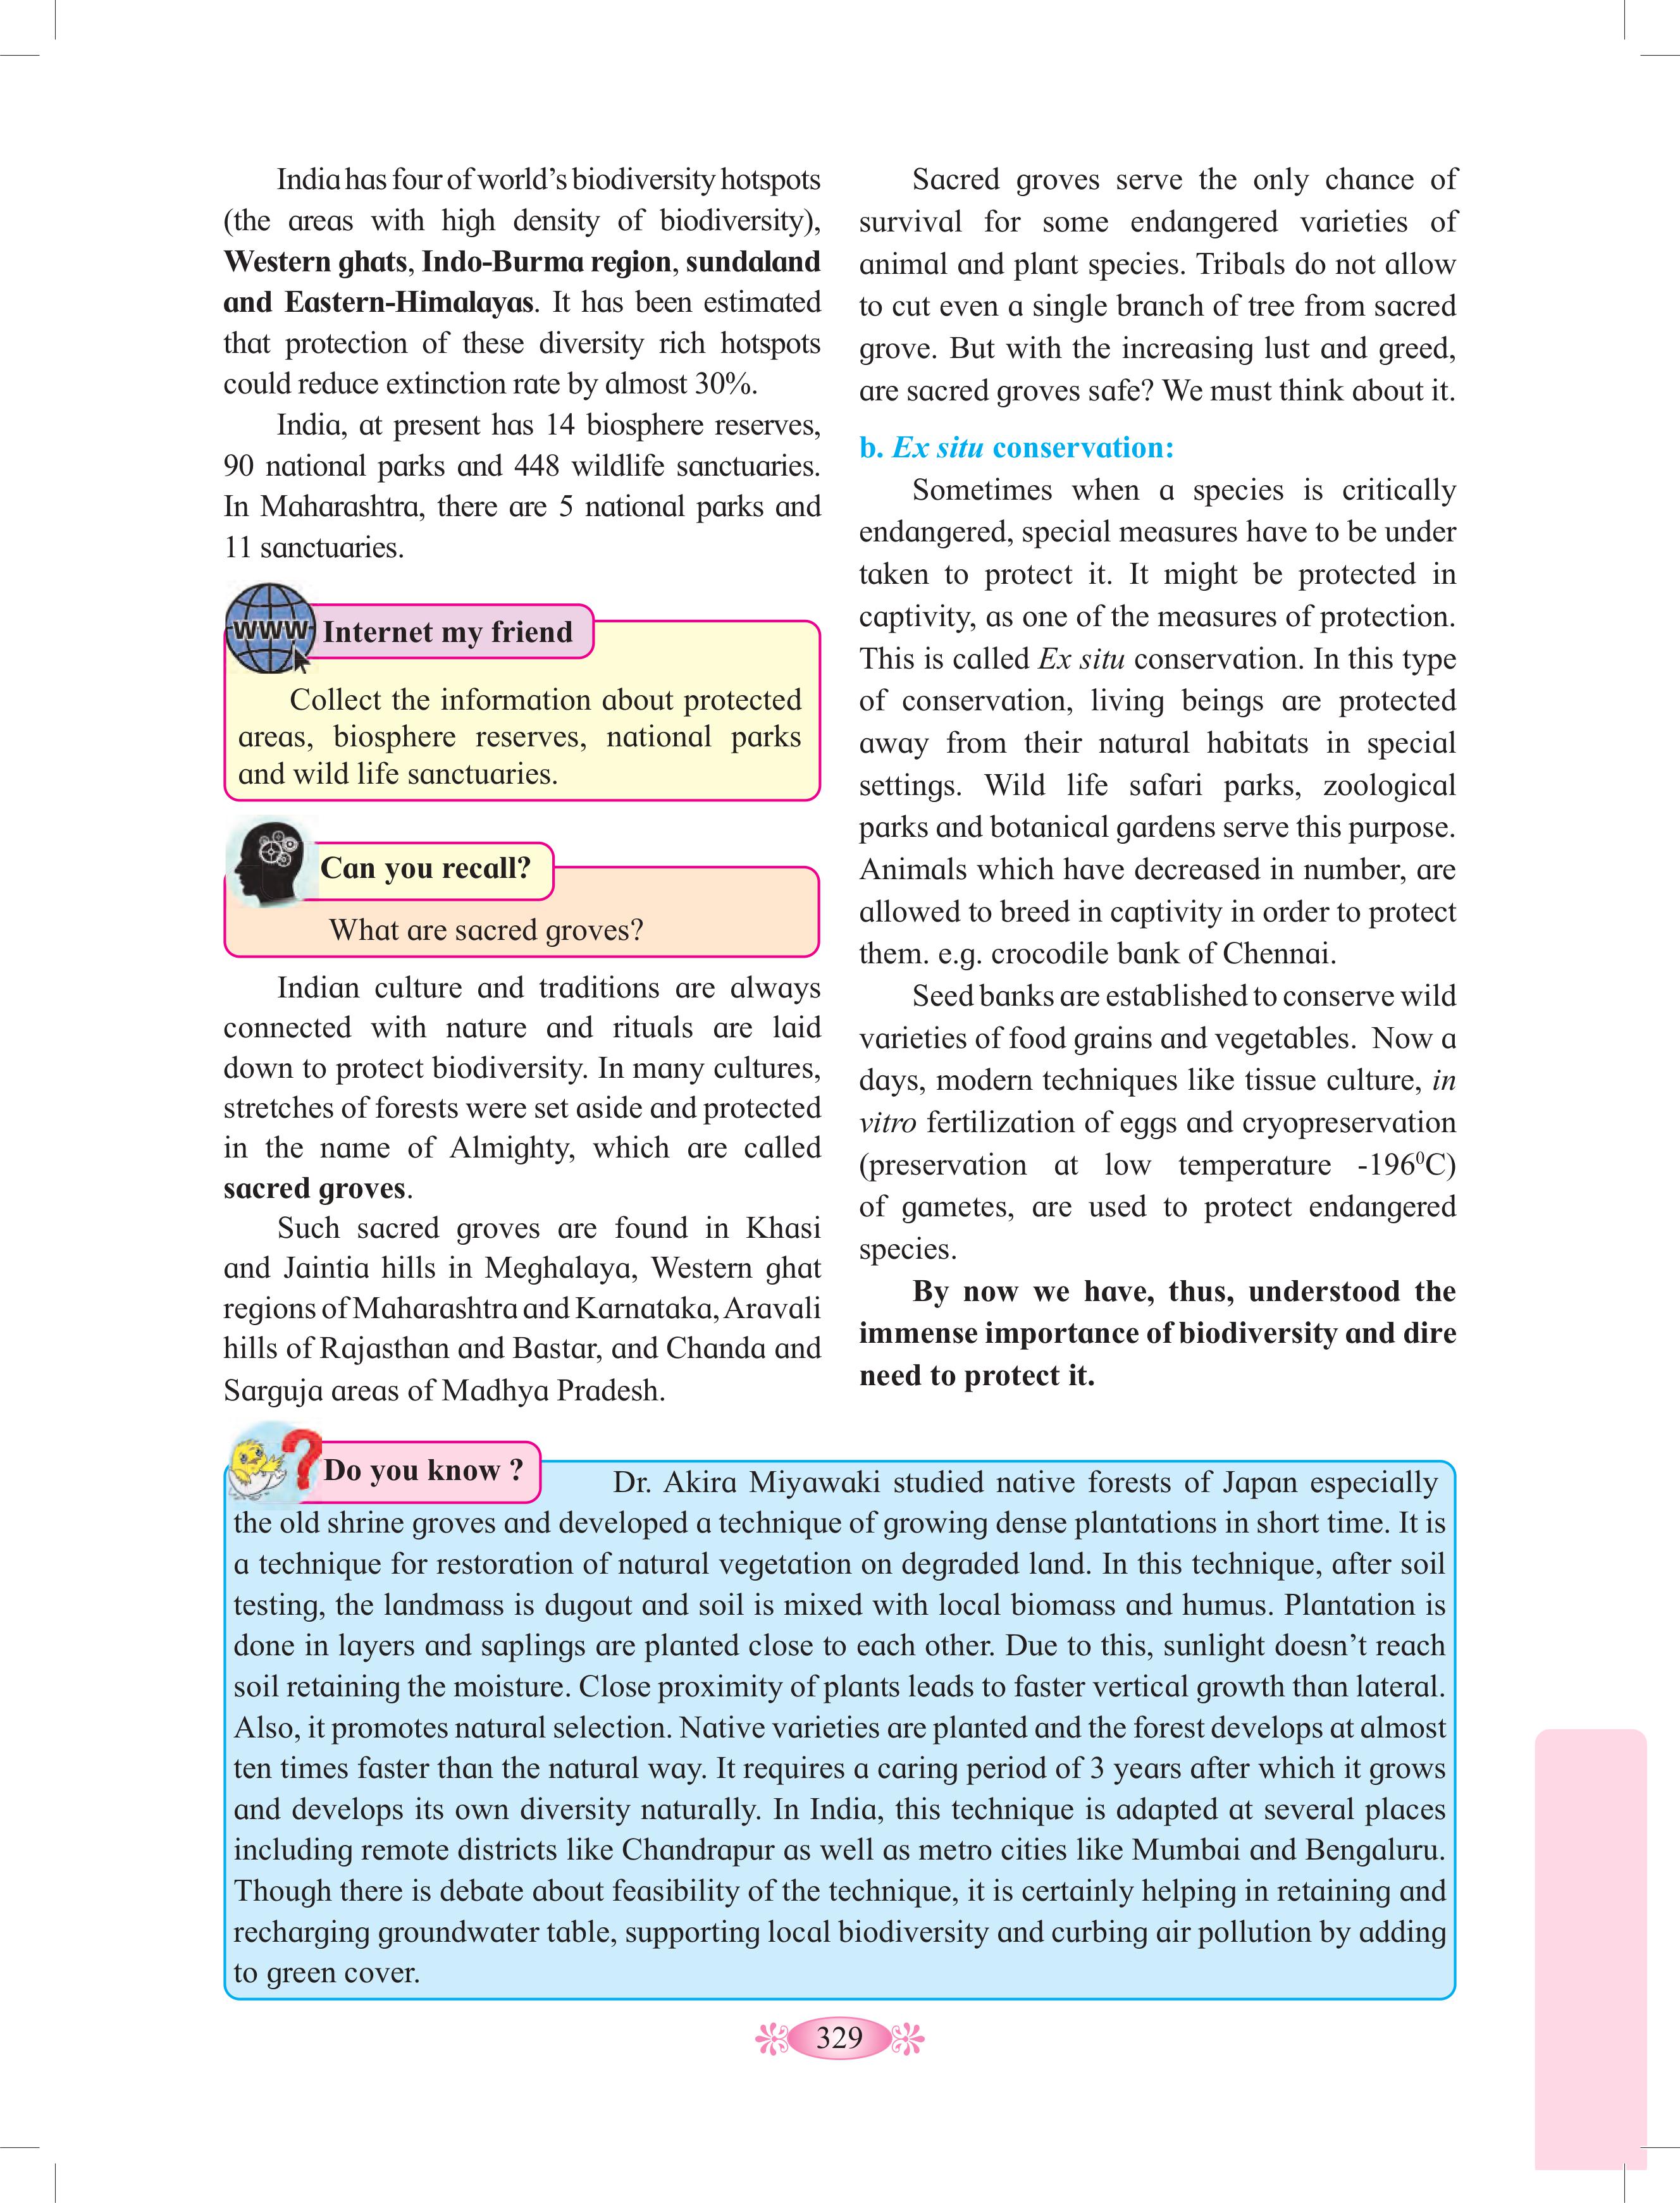 India has four of world’s biodiversity hotspots
(the areas with high density of biodiversity),
Western ghats, Indo-Burma region, sundaland
and Eastern-Himalayas. It has been estimated
that protection of these diversity rich hotspots
could reduce extinction rate by almost 30%.
India, at present has 14 biosphere reserves,
90 national parks and 448 wildlife sanctuaries.
In Maharashtra, there are 5 national parks and
11 sanctuaries.
www Internet my friend
Collect the information about protected
areas, biosphere reserves, national parks
and wild life sanctuaries.
Can you recall?
What are sacred groves?
Indian culture and traditions are always
connected with nature and rituals are laid
down to protect biodiversity. In many cultures,
stretches of forests were set aside and protected
in the name of Almighty, which are called
sacred groves.
Such sacred groves are found in Khasi
and Jaintia hills in Meghalaya, Western ghat
regions of Maharashtra and Karnataka, Aravali
hills of Rajasthan and Bastar, and Chanda and
Sarguja areas of Madhya Pradesh.
Sacred groves serve the only chance of
survival for some endangered varieties of
animal and plant species. Tribals do not allow
to cut even a single branch of tree from sacred
grove. But with the increasing lust and greed,
are sacred groves safe? We must think about it.
b. Ex situ conservation:
Sometimes when a species is critically
endangered, special measures have to be under
taken to protect it. It might be protected in
captivity, as one of the measures of protection.
This is called Ex situ conservation. In this type
of conservation, living beings are protected
away from their natural habitats in special
settings. Wild life safari parks, zoological
parks and botanical gardens serve this purpose.
Animals which have decreased in number, are
allowed to breed in captivity in order to protect
them. e.g. crocodile bank of Chennai.
Seed banks are established to conserve wild
varieties of food grains and vegetables. Now a
days, modern techniques like tissue culture, in
vitro fertilization of eggs and cryopreservation
(preservation at low temperature -196⁰C)
of gametes, are used to protect endangered
species.
By now we have, thus, understood the
immense importance of biodiversity and dire
need to protect it.
Do you know ?
Dr. Akira Miyawaki studied native forests of Japan especially
the old shrine groves and developed a technique of growing dense plantations in short time. It is
a technique for restoration of natural vegetation on degraded land. In this technique, after soil
testing, the landmass is dugout and soil is mixed with local biomass and humus. Plantation is
done in layers and saplings are planted close to each other. Due to this, sunlight doesn’t reach
soil retaining the moisture. Close proximity of plants leads to faster vertical growth than lateral.
Also, it promotes natural selection. Native varieties are planted and the forest develops at almost
ten times faster than the natural way. It requires a caring period of 3 years after which it grows
and develops its own diversity naturally. In India, this technique is adapted at several places
including remote districts like Chandrapur as well as metro cities like Mumbai and Bengaluru.
Though there is debate about feasibility of the technique, it is certainly helping in retaining and
recharging groundwater table, supporting local biodiversity and curbing air pollution by adding
to green cover.
329